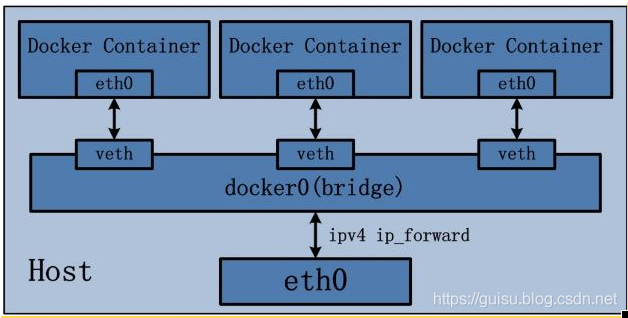 Docker Container
Docker Container
Docker Container
eth0
eth0
eth0
veth
veth
veth
docker0(bridge)
ipv4 ip_forward
Host
eth0
https://guisu.blog.csdn.net